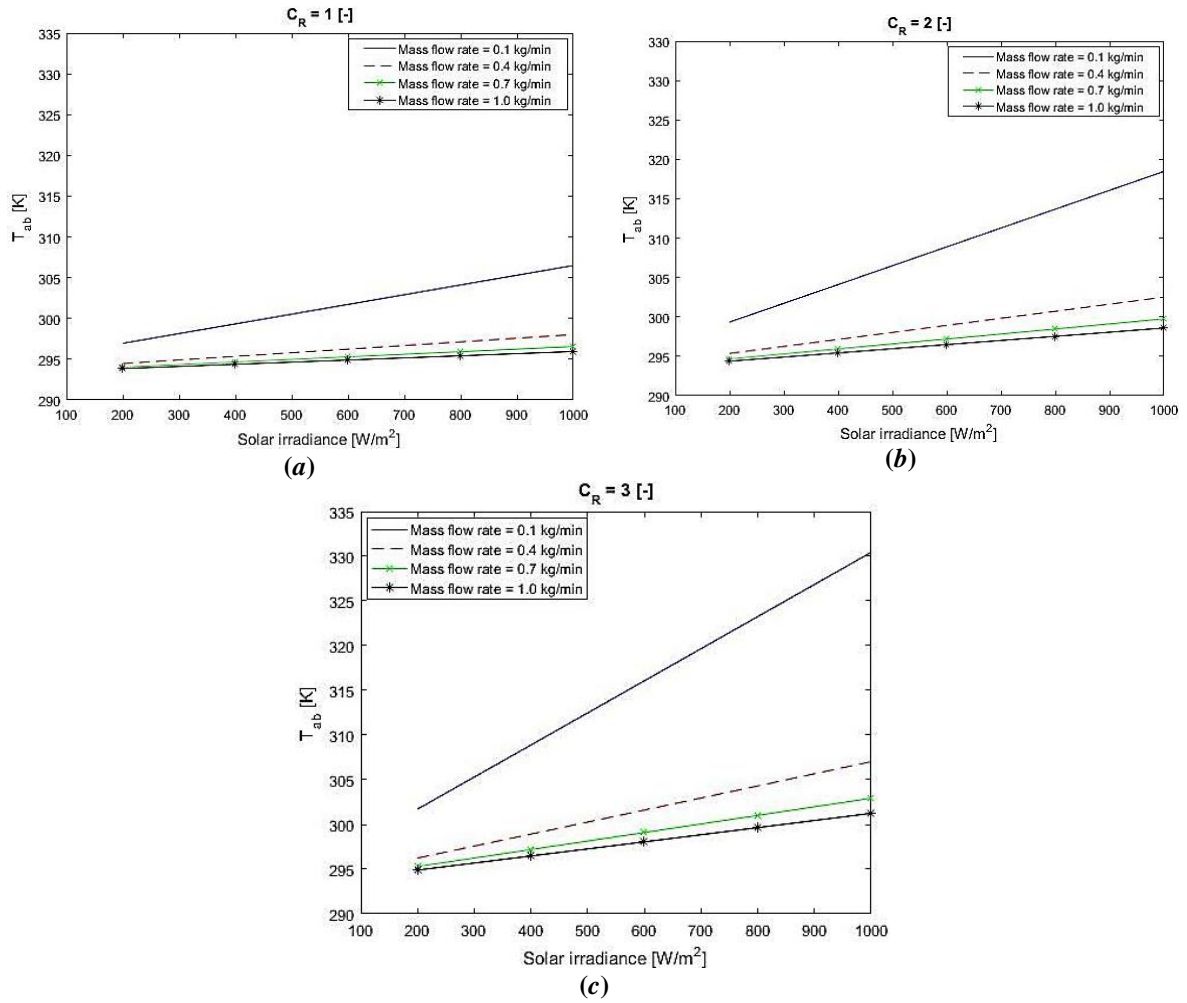 C_R = 1 [-]
335
330
325
320
315
310
305
300
295
290
T_ab [K]
Mass flow rate = 0.1 kg/min
Mass flow rate = 0.4 kg/min
Mass flow rate = 0.7 kg/min
Mass flow rate = 1.0 kg/min
100 200 300 400 500 600 700 800 900 1000
Solar irradiance [W/m²]
(a)
C_R = 2 [-]
330
325
320
315
310
305
300
295
290
T_ab [K]
Mass flow rate = 0.1 kg/min
Mass flow rate = 0.4 kg/min
Mass flow rate = 0.7 kg/min
Mass flow rate = 1.0 kg/min
100 200 300 400 500 600 700 800 900 1000
Solar irradiance [W/m²]
(b)
C_R = 3 [-]
335
330
325
320
315
310
305
300
295
290
T_ab [K]
Mass flow rate = 0.1 kg/min
Mass flow rate = 0.4 kg/min
Mass flow rate = 0.7 kg/min
Mass flow rate = 1.0 kg/min
100 200 300 400 500 600 700 800 900 1000
Solar irradiance [W/m²]
(c)